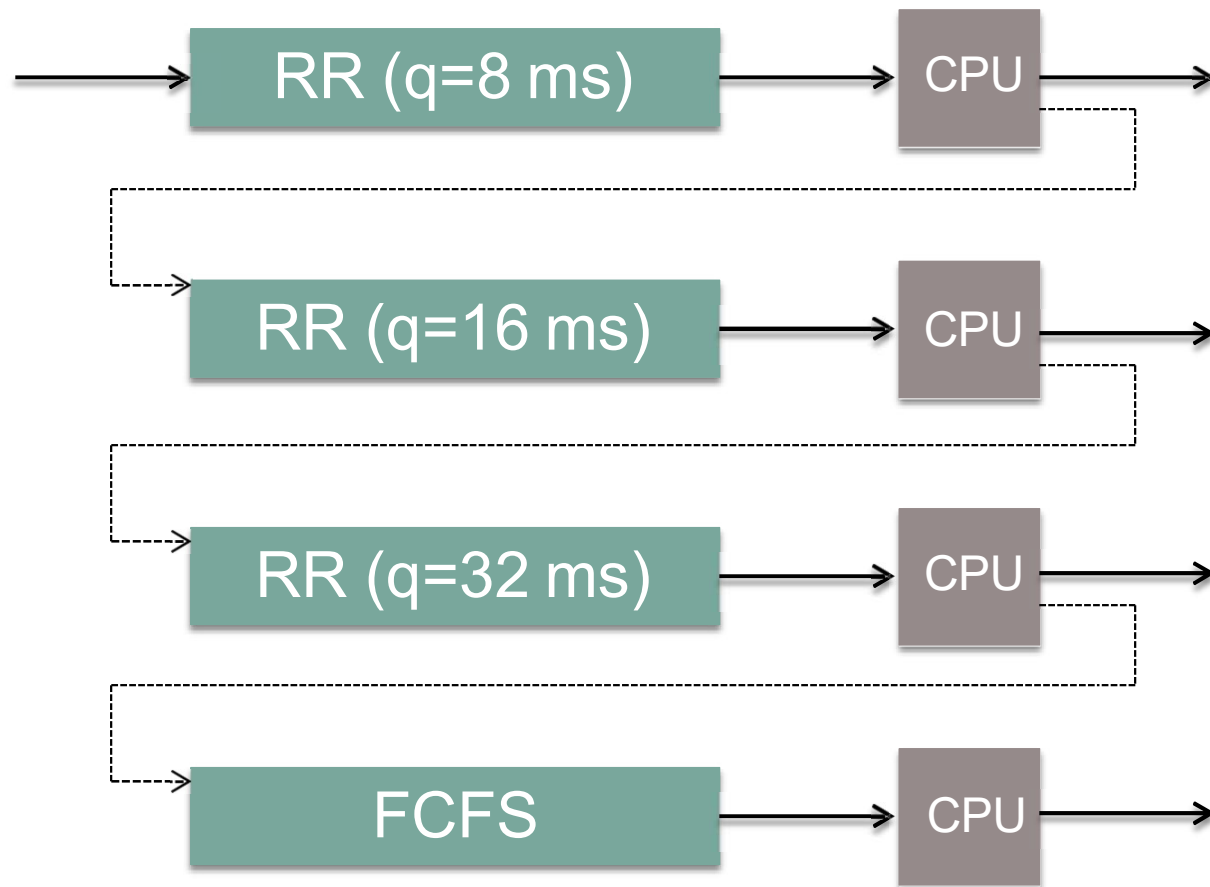 RR (q=8 ms)
CPU
RR (q=16 ms)
CPU
RR (q=32 ms)
CPU
FCFS
CPU